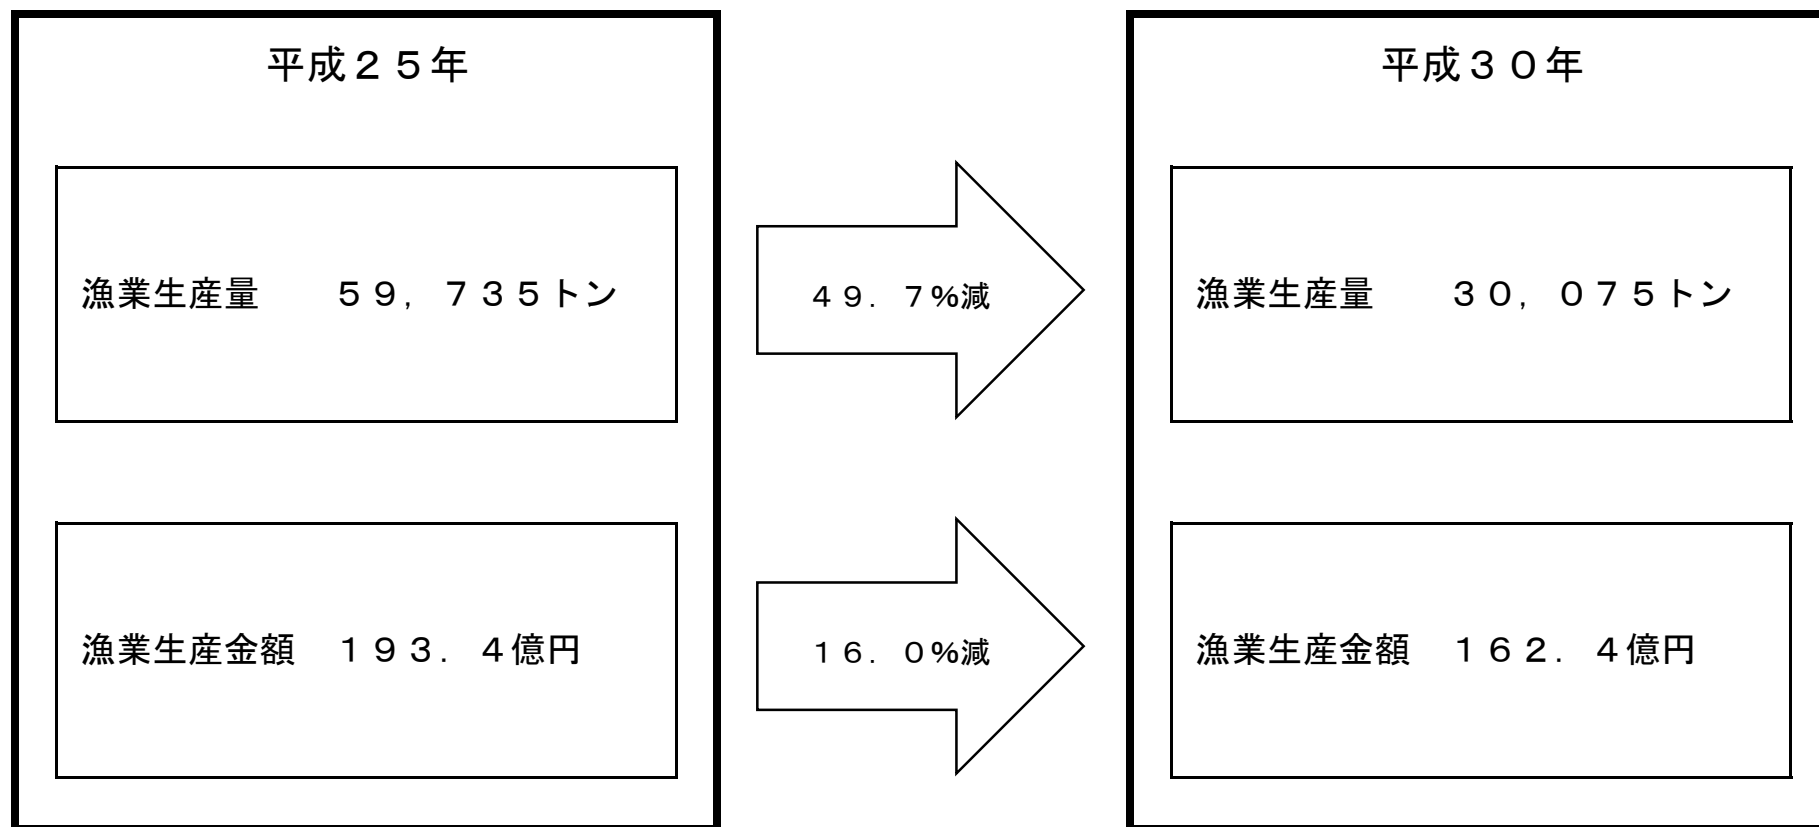 平成２５年
漁業生産量　　５９，７３５トン
漁業生産金額　１９３．４億円
４９．７%減
１６．０%減
平成３０年
漁業生産量　　３０，０７５トン
漁業生産金額　１６２．４億円